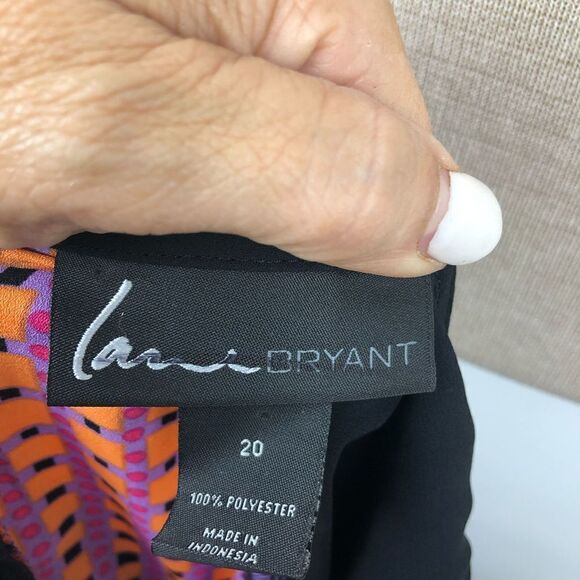 Lane BRYANT
20
100% POLYESTER
MADE IN
INDONESIA